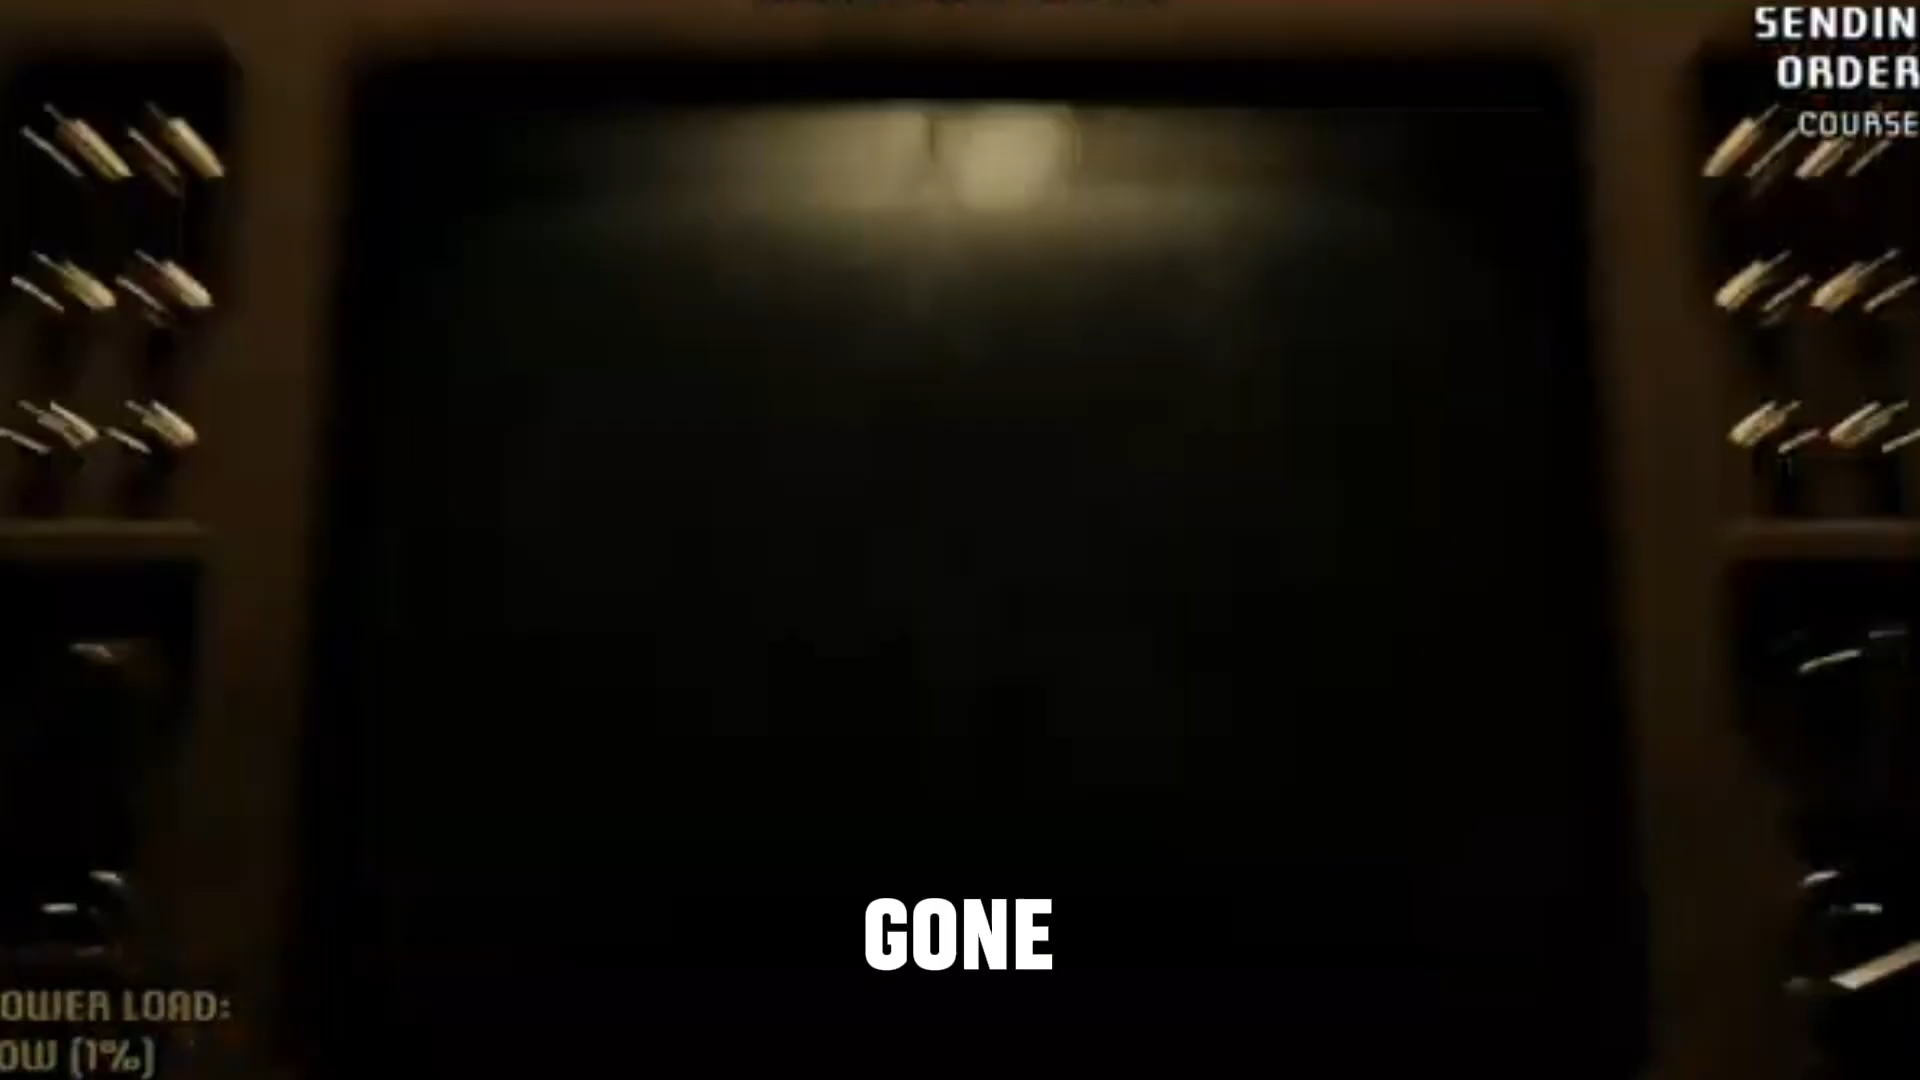 SENDIN
ORDER
COURSE
GONE
OWER LOAD:
OW (1%)